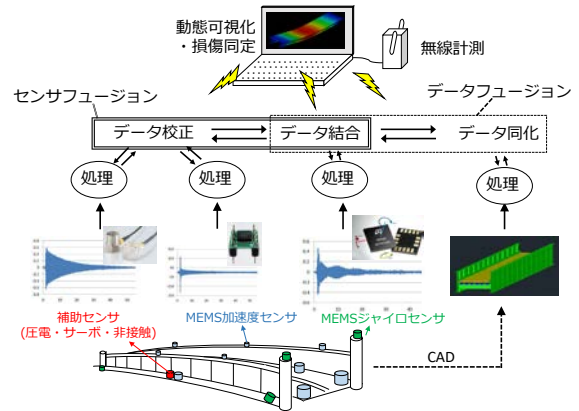 動態可視化
・損傷同定
無線計測
センサフュージョン
データフュージョン
データ校正
データ結合
データ同化
処理
処理
処理
処理
補助センサ
(圧電・サーボ・非接触)
MEMS加速度センサ
MEMSジャイロセンサ
CAD